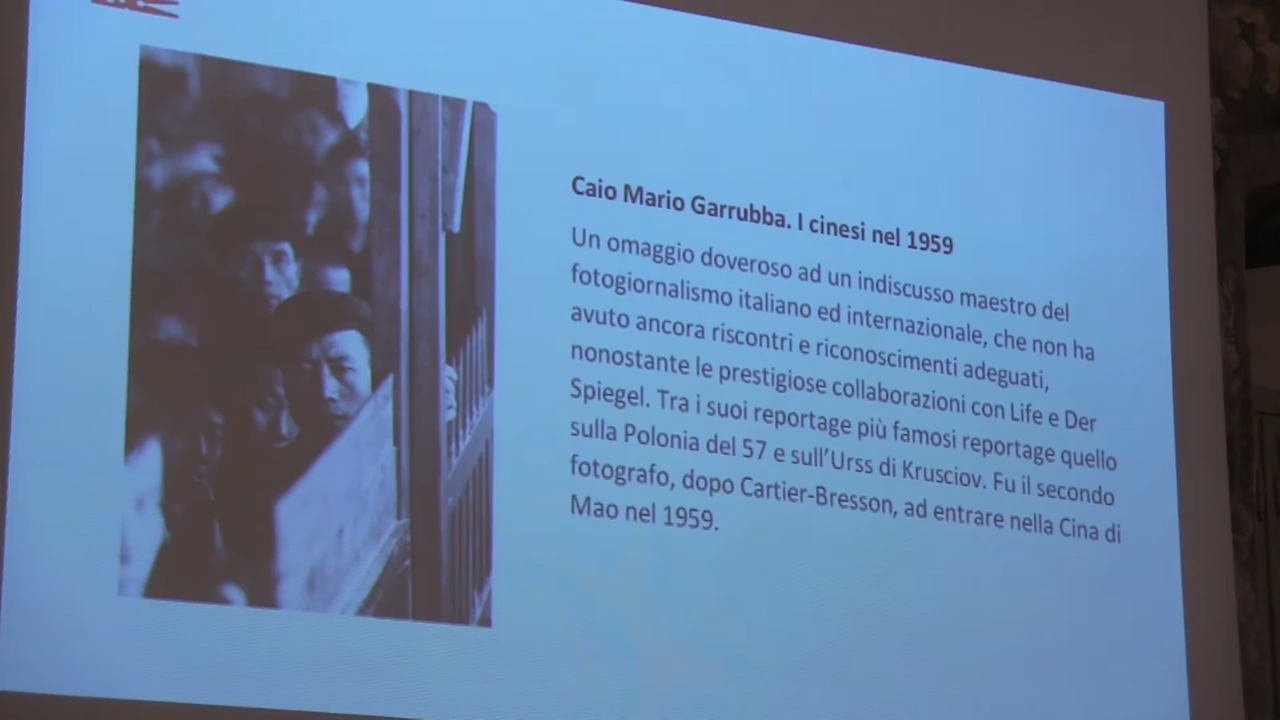 Caio Mario Garrubba. I cinesi nel 1959
Un omaggio doveroso ad un indiscusso maestro del
fotogiornalismo italiano ed internazionale, che non ha
avuto ancora riscontri e riconoscimenti adeguati,
nonostante le prestigiose collaborazioni con Life e Der
Spiegel. Tra i suoi reportage più famosi reportage quello
sulla Polonia del 57 e sull'Urss di Krusciov. Fu il secondo
fotografo, dopo Cartier-Bresson, ad entrare nella Cina di
Mao nel 1959.